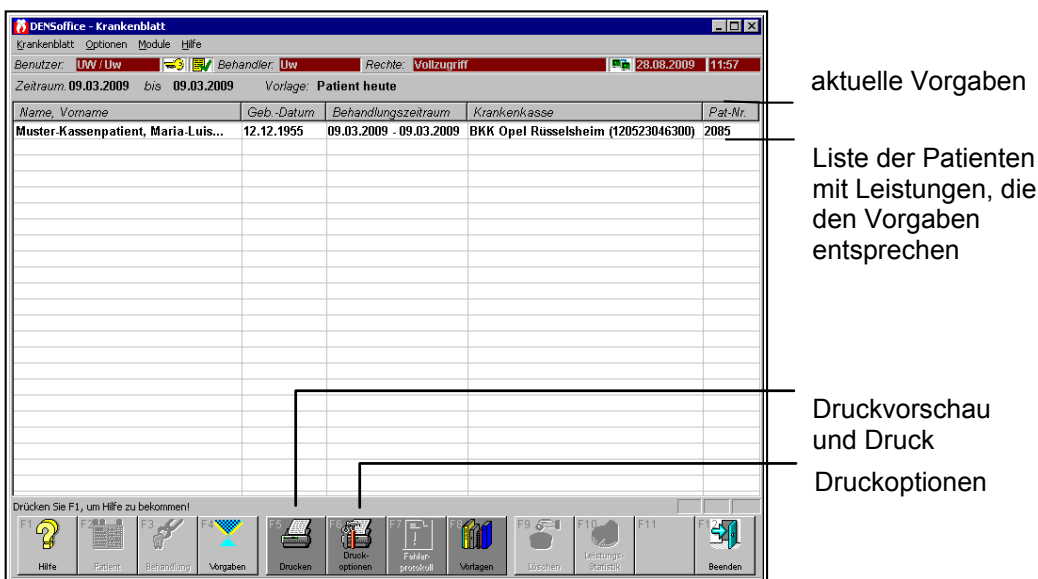 DENSoffice - Krankenblatt
Krankenblatt Optionen Module Hilfe
Benutzer: UW / Uw Behandler: Uw Rechte: Vollzugriff 28.08.2009 11:57
Zeitraum: 09.03.2009 bis 09.03.2009 Vorlage: Patient heute
Name, Vorname Geb.-Datum Behandlungszeitraum Krankenkasse Pat-Nr.
Muster-Kassenpatient, Maria-Luis... 12.12.1955 09.03.2009 - 09.03.2009 BKK Opel Rüsselsheim (120523046300) 2085
aktuelle Vorgaben
Liste der Patienten
mit Leistungen, die
den Vorgaben
entsprechen
Druckvorschau
und Druck
Druckoptionen
Drücken Sie F1, um Hilfe zu bekommen!
F1 Hilfe
F2 Patient
F3 Behandlung
F4 Vorgaben
F5 Drucken
F6 Druck-
optionen
F7 Fehler-
protokoll
F8 Vorlagen
F9 Löschen
F10 Leistungs-
Statistik
F11
F12 Beenden